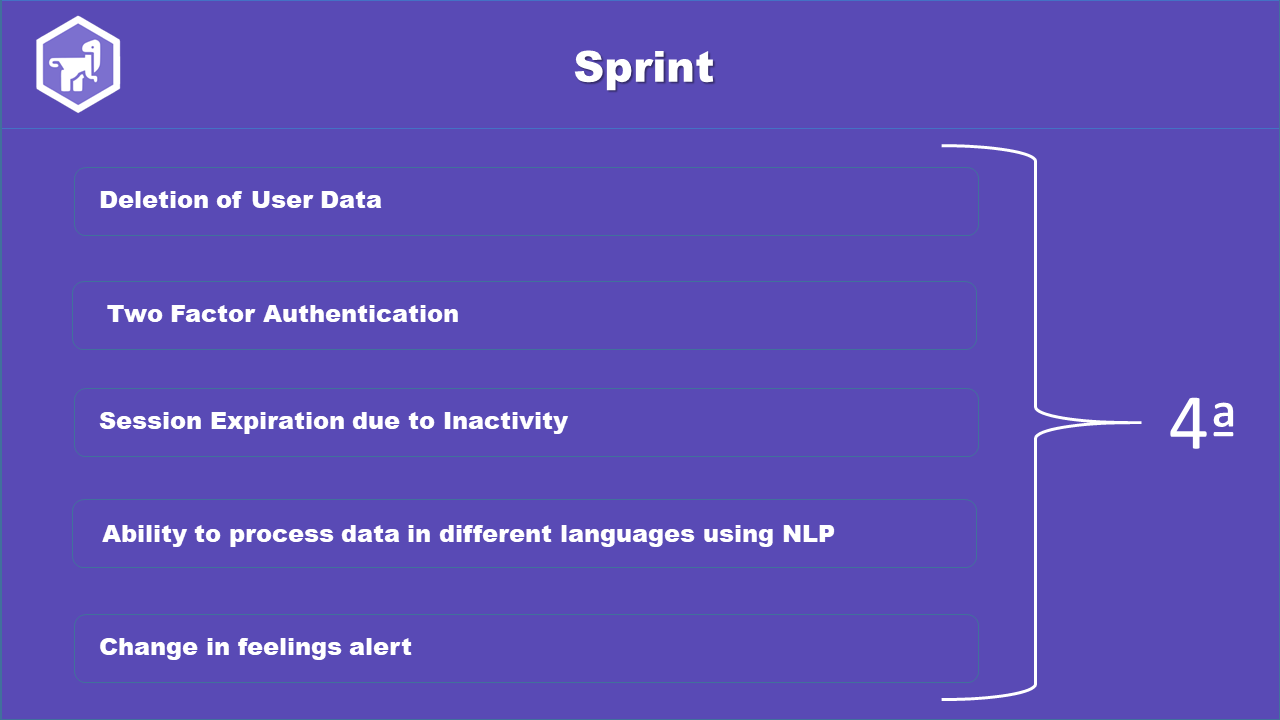 Sprint
Deletion of User Data
Two Factor Authentication
Session Expiration due to Inactivity
Ability to process data in different languages using NLP
Change in feelings alert
4ª